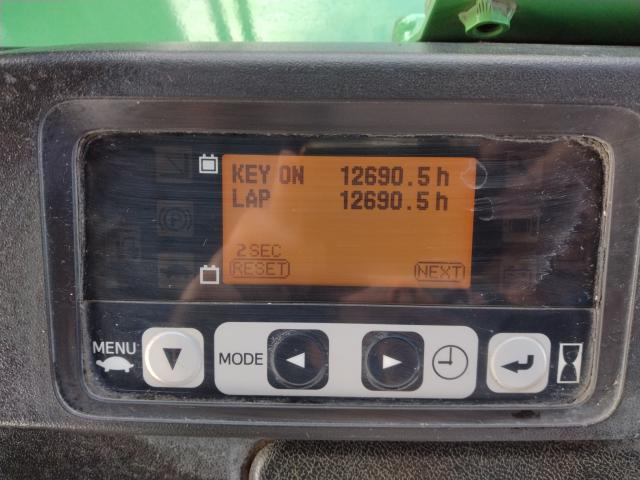 KEY ON 12690.5 h
LAP 12690.5 h
2 SEC
RESET NEXT
MENU
MODE